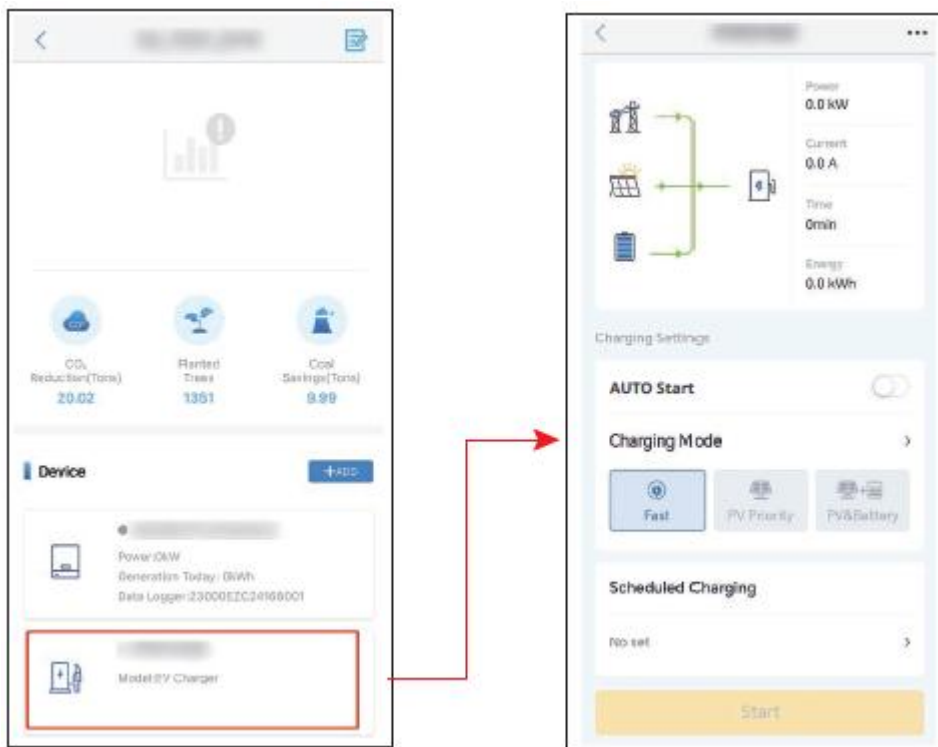 CO₂
Reduction(Tons)
20.02
Planted
Trees
1351
Coal
Savings(Tons)
9.99
Device
+ADD
Power:0kW
Generation Today: 0kWh
Data Logger:23000EZC24168001
Model:EV Charger
Power
0.0 kW
Current
0.0 A
Time
0min
Energy
0.0 kWh
Charging Settings
AUTO Start
Charging Mode
Fast
PV Priority
PV&Battery
Scheduled Charging
No set
Start